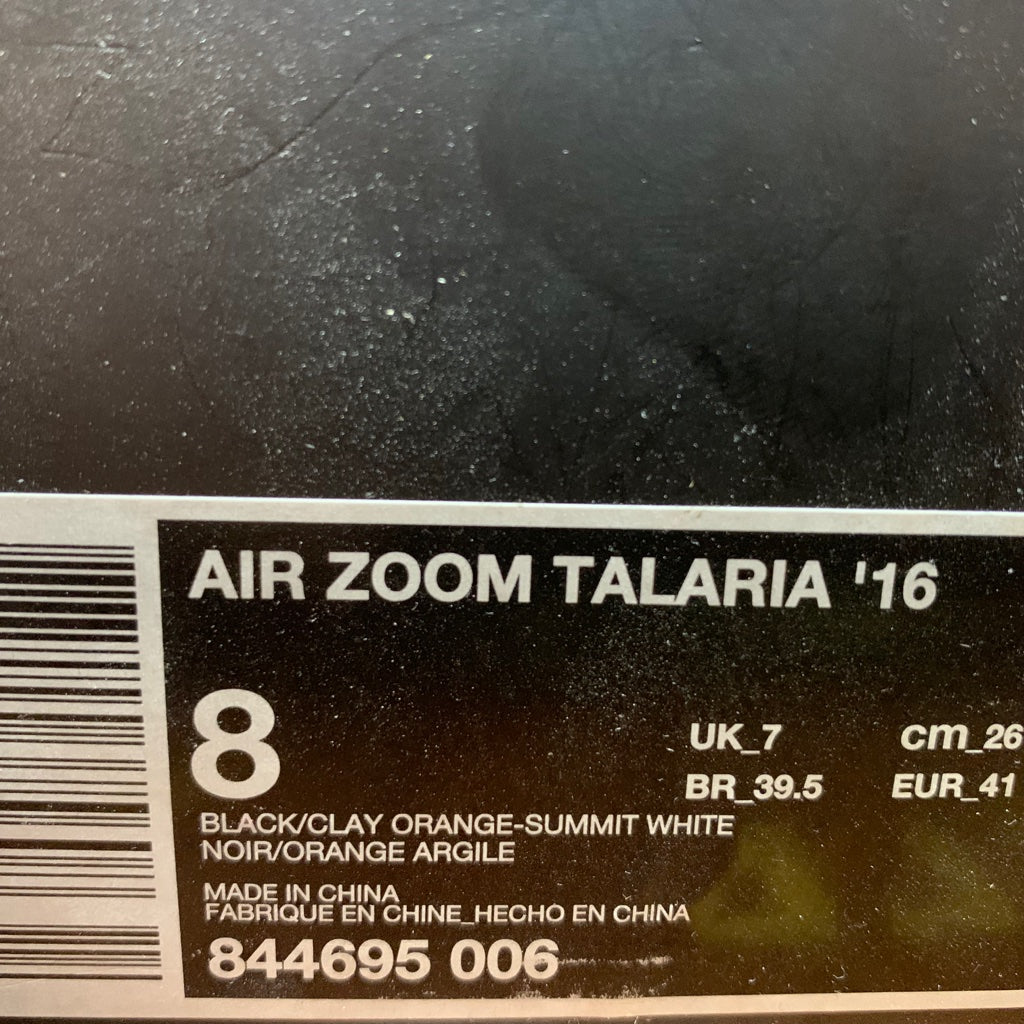 AIR ZOOM TALARIA '16
8
UK_7 cm_26
BR_39.5 EUR_41
BLACK/CLAY ORANGE-SUMMIT WHITE
NOIR/ORANGE ARGILE
MADE IN CHINA
FABRIQUE EN CHINE_HECHO EN CHINA
844695 006